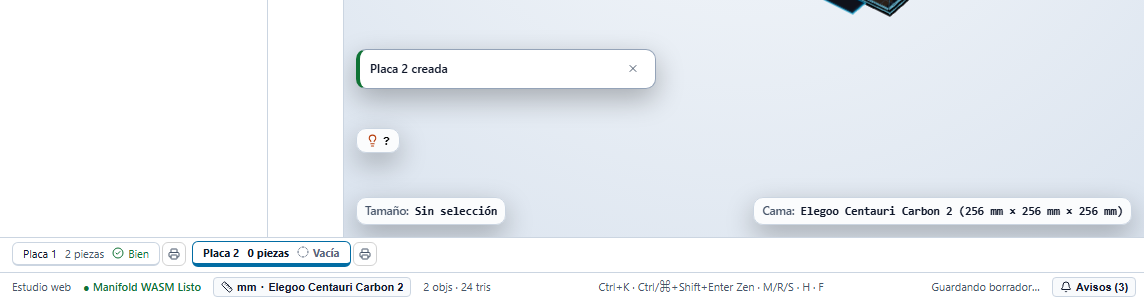 Placa 2 creada ×
?
Tamaño: Sin selección
Cama: Elegoo Centauri Carbon 2 (256 mm × 256 mm × 256 mm)
Placa 1 2 piezas Bien Placa 2 0 piezas Vacía
Estudio web • Manifold WASM Listo mm · Elegoo Centauri Carbon 2 2 objs · 24 tris Ctrl+K · Ctrl/⌘+Shift+Enter Zen · M/R/S · H · F Guardando borrador... Avisos (3)